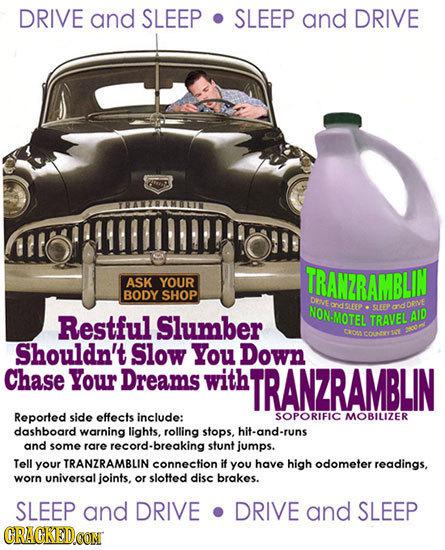 DRIVE and SLEEP • SLEEP and DRIVE
TRANZRAMBLIN
ASK YOUR
BODY SHOP
TRANZRAMBLIN
DRIVE and SLEEP • SLEEP and DRIVE
NON-MOTEL TRAVEL AID
CROSS COUNTRY SIZE 2800 ml
Restful Slumber
Shouldn't Slow You Down
Chase Your Dreams with TRANZRAMBLIN
SOPORIFIC MOBILIZER
Reported side effects include:
dashboard warning lights, rolling stops, hit-and-runs
and some rare record-breaking stunt jumps.
Tell your TRANZRAMBLIN connection if you have high odometer readings,
worn universal joints, or slotted disc brakes.
SLEEP and DRIVE • DRIVE and SLEEP
CRACKED.COM